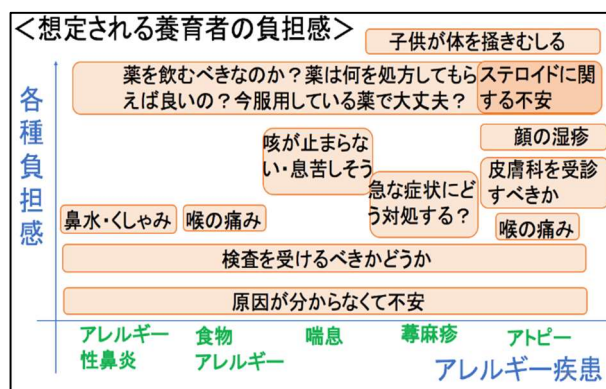 ＜想定される養育者の負担感＞
子供が体を掻きむしる
薬を飲むべきなのか？薬は何を処方してもら
えば良いの？今服用している薬で大丈夫？
ステロイドに関
する不安
各種負担感
咳が止まらな
い・息苦しそう
顔の湿疹
急な症状にど
う対処する？
皮膚科を受診
すべきか
鼻水・くしゃみ
喉の痛み
喉の痛み
検査を受けるべきかどうか
原因が分からなくて不安
アレルギー
性鼻炎
食物
アレルギー
喘息
蕁麻疹
アトピー
アレルギー疾患